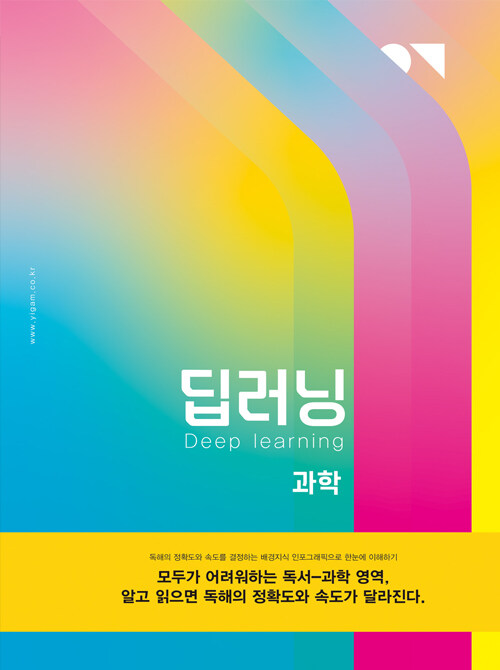 www.yigam.co.kr
딥러닝
Deep learning
과학
독해의 정확도와 속도를 결정하는 배경지식 인포그래픽으로 한눈에 이해하기
모두가 어려워하는 독서–과학 영역,
알고 읽으면 독해의 정확도와 속도가 달라진다.